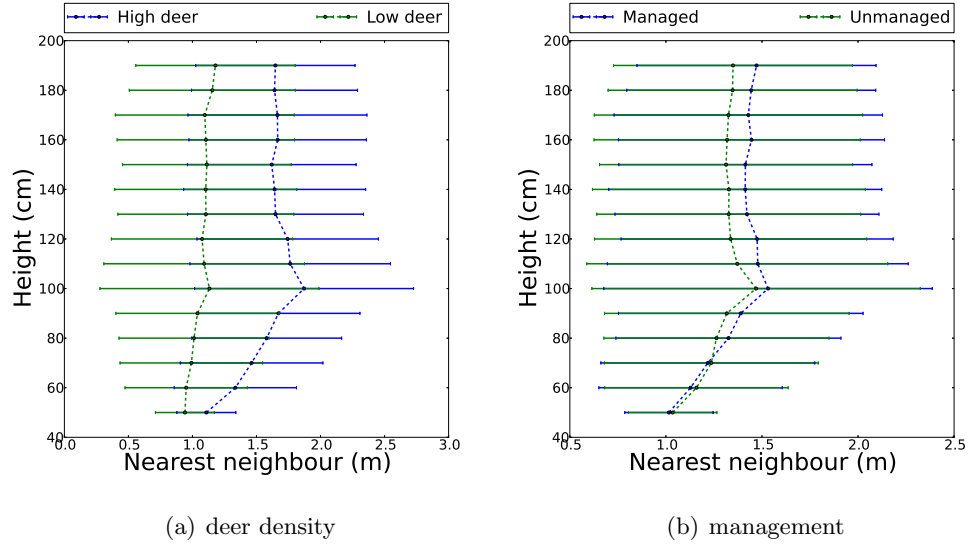 High deer Low deer
200
180
160
140
120
100
80
60
40
Height (cm)
0.0 0.5 1.0 1.5 2.0 2.5 3.0
Nearest neighbour (m)
(a) deer density
Managed Unmanaged
200
180
160
140
120
100
80
60
40
Height (cm)
0.5 1.0 1.5 2.0 2.5
Nearest neighbour (m)
(b) management